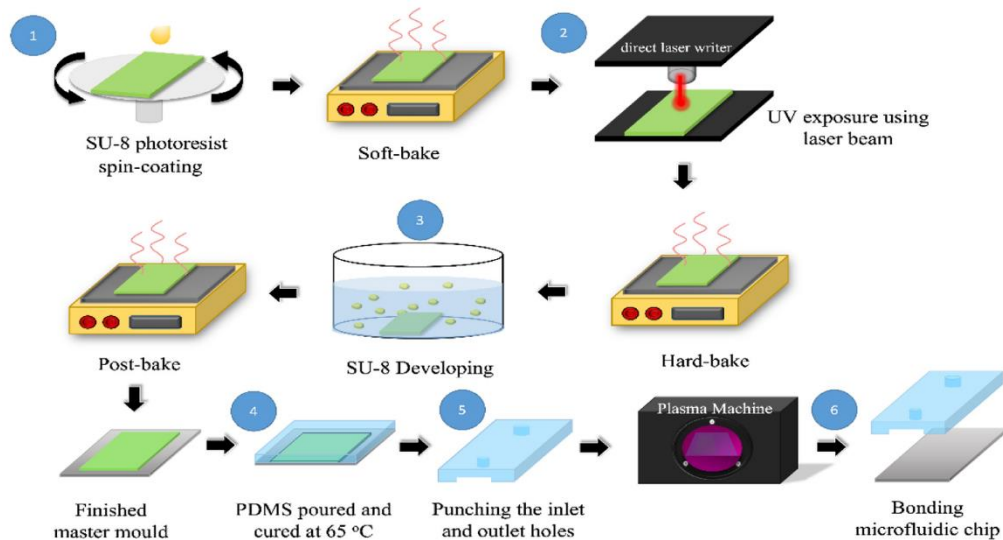 1
SU-8 photoresist
spin-coating
Soft-bake
2
direct laser writer
UV exposure using
laser beam
Post-bake
3
SU-8 Developing
Hard-bake
Finished
master mould
4
PDMS poured and
cured at 65 °C
5
Punching the inlet
and outlet holes
Plasma Machine
6
Bonding
microfluidic chip